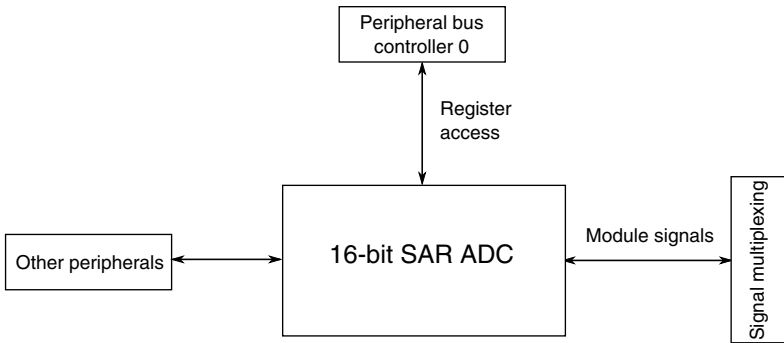 Peripheral bus
controller 0
Register
access
16-bit SAR ADC
Other peripherals
Module signals
Signal multiplexing